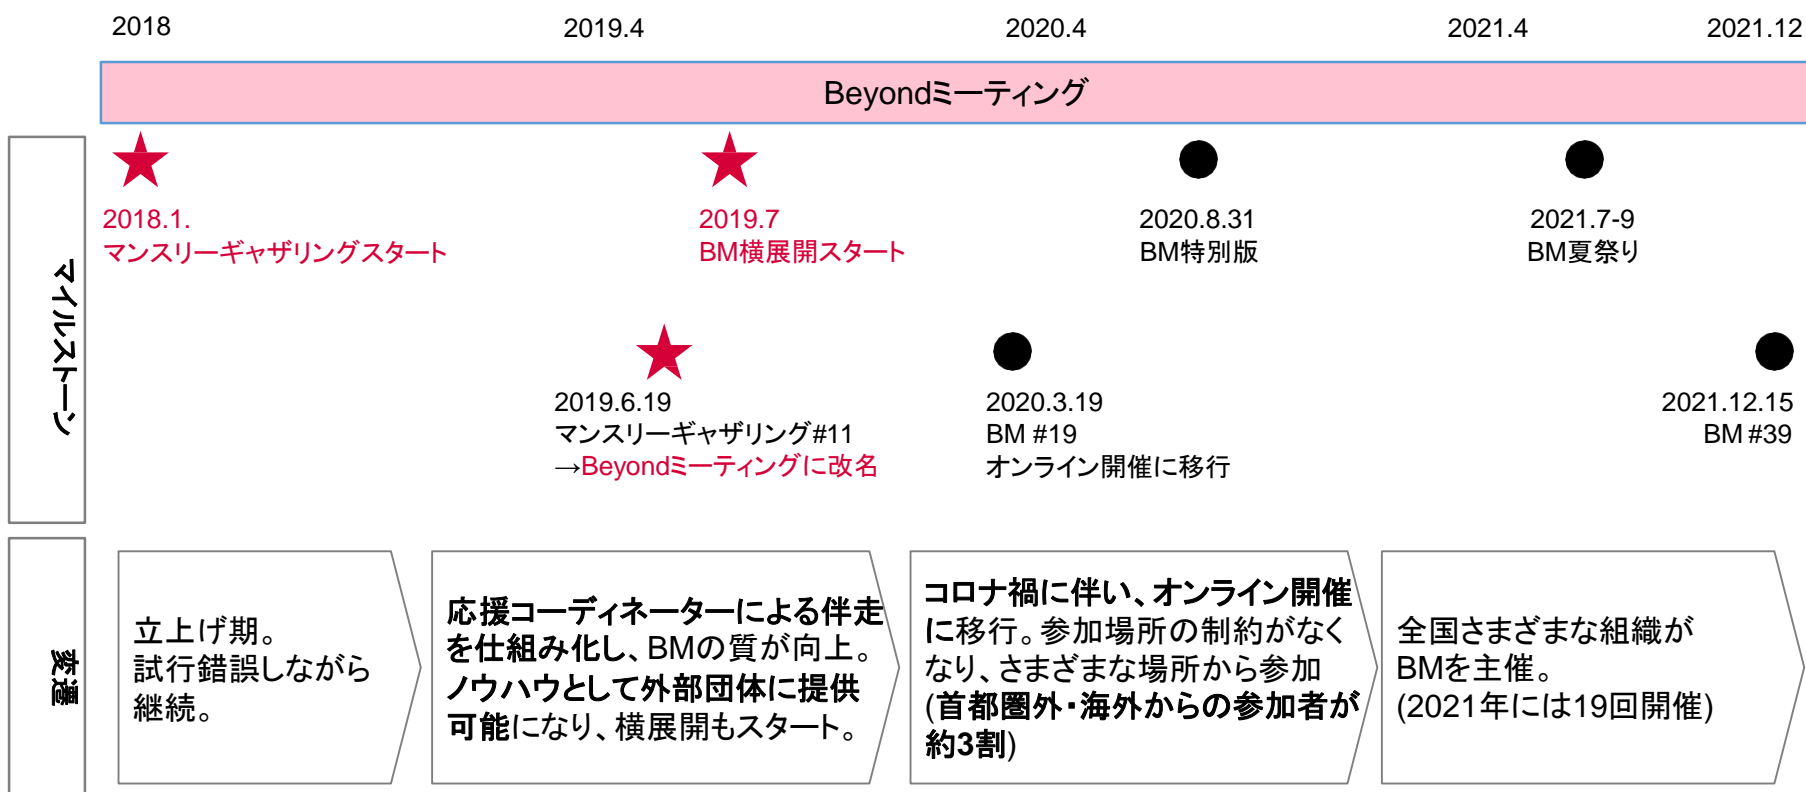 2018
2019.4
2020.4
2021.4
2021.12
Beyondミーティング
マイルストーン
2018.1.
マンスリーギャザリングスタート
2019.7
BM横展開スタート
2020.8.31
BM特別版
2021.7-9
BM夏祭り
2019.6.19
マンスリーギャザリング#11
→Beyondミーティングに改名
2020.3.19
BM #19
オンライン開催に移行
2021.12.15
BM #39
変遷
立上げ期。
試行錯誤しながら
継続。
応援コーディネーターによる伴走
を仕組み化し、BMの質が向上。
ノウハウとして外部団体に提供
可能になり、横展開もスタート。
コロナ禍に伴い、オンライン開催
に移行。参加場所の制約がなく
なり、さまざまな場所から参加
(首都圏外・海外からの参加者が
約3割)
全国さまざまな組織が
BMを主催。
(2021年には19回開催)